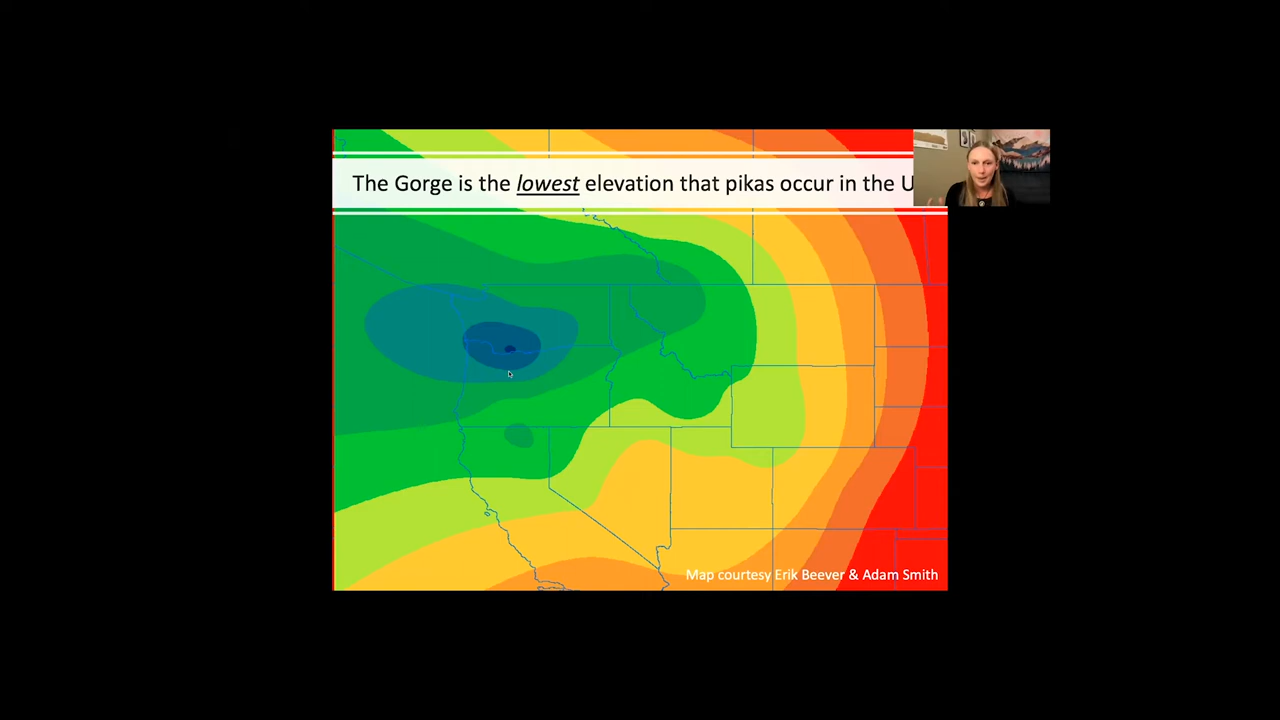 The Gorge is the lowest elevation that pikas occur in the U
Map courtesy Erik Beever & Adam Smith